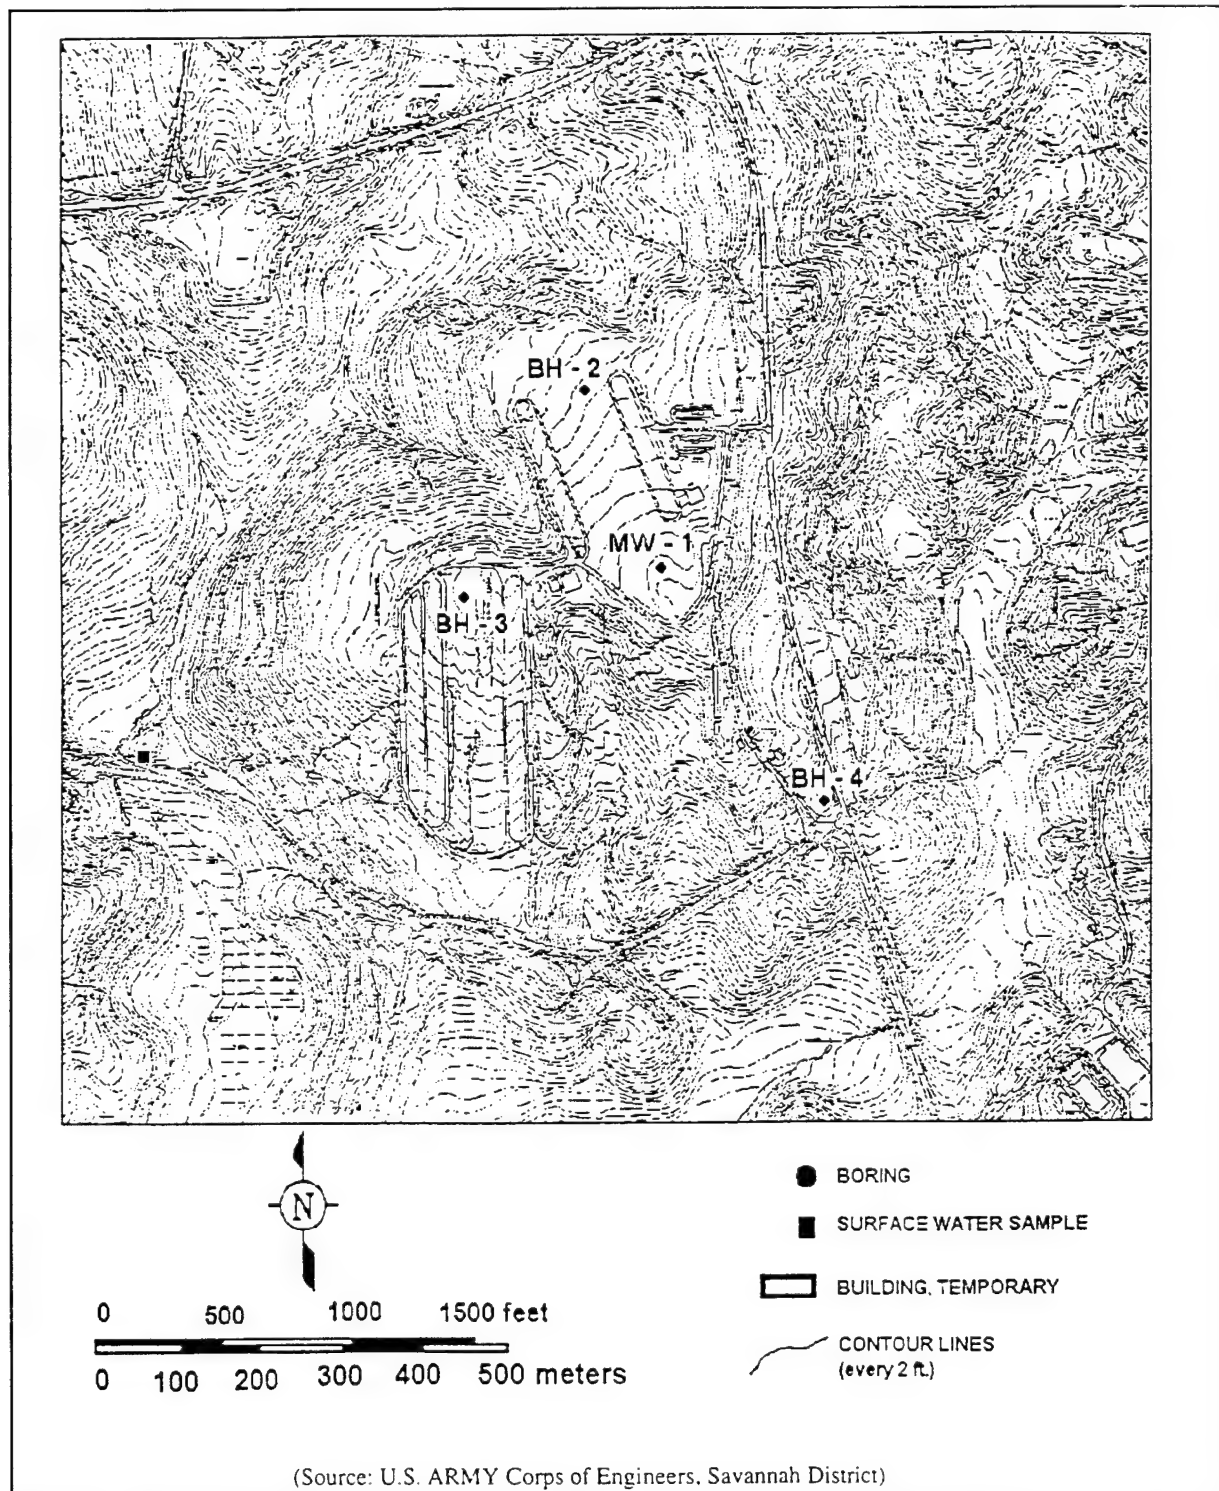 BH - 2
MW - 1
BH - 3
BH - 4
N
BORING
SURFACE WATER SAMPLE
BUILDING, TEMPORARY
CONTOUR LINES
(every 2 ft.)
0 500 1000 1500 feet
0 100 200 300 400 500 meters
(Source: U.S. ARMY Corps of Engineers, Savannah District)